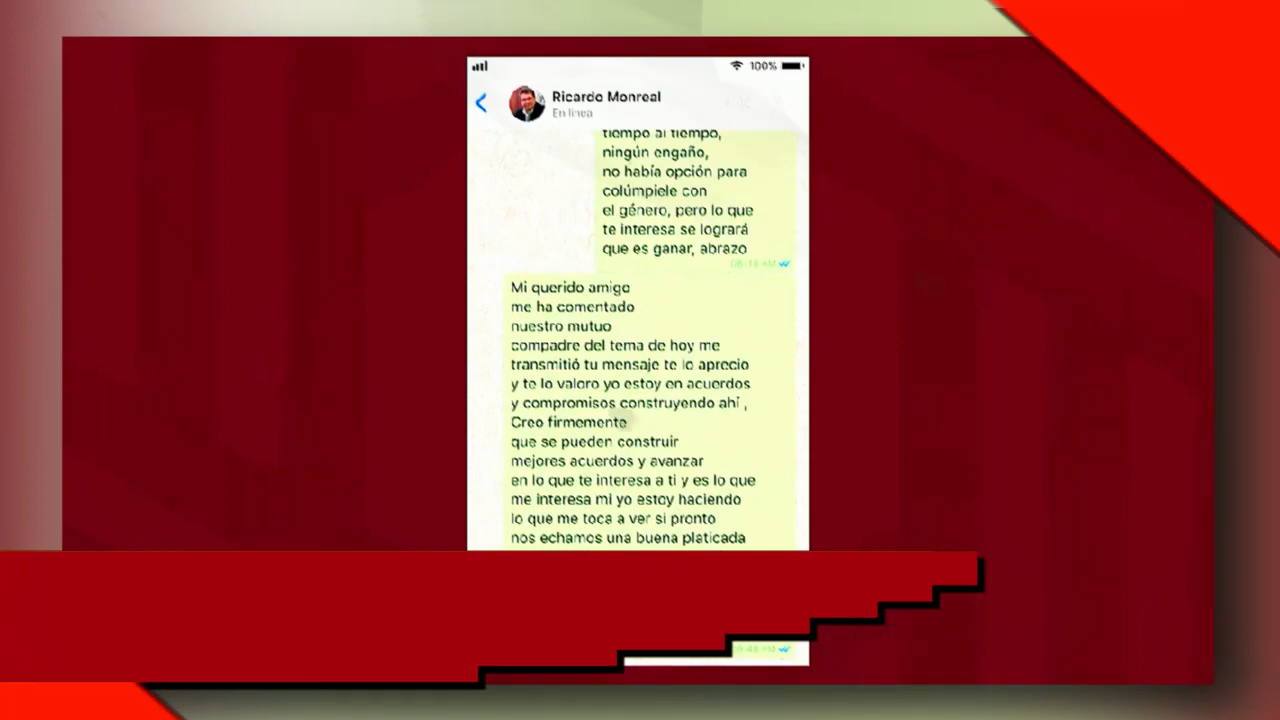 100%
Ricardo Monreal
En línea
tiempo al tiempo,
ningún engaño,
no había opción para
colúmpiele con
el género, pero lo que
te interesa se logrará
que es ganar, abrazo
Mi querido amigo
me ha comentado
nuestro mutuo
compadre del tema de hoy me
transmitió tu mensaje te lo aprecio
y te lo valoro yo estoy en acuerdos
y compromisos construyendo ahí ,
Creo firmemente
que se pueden construir
mejores acuerdos y avanzar
en lo que te interesa a ti y es lo que
me interesa mi yo estoy haciendo
lo que me toca a ver si pronto
nos echamos una buena platicada